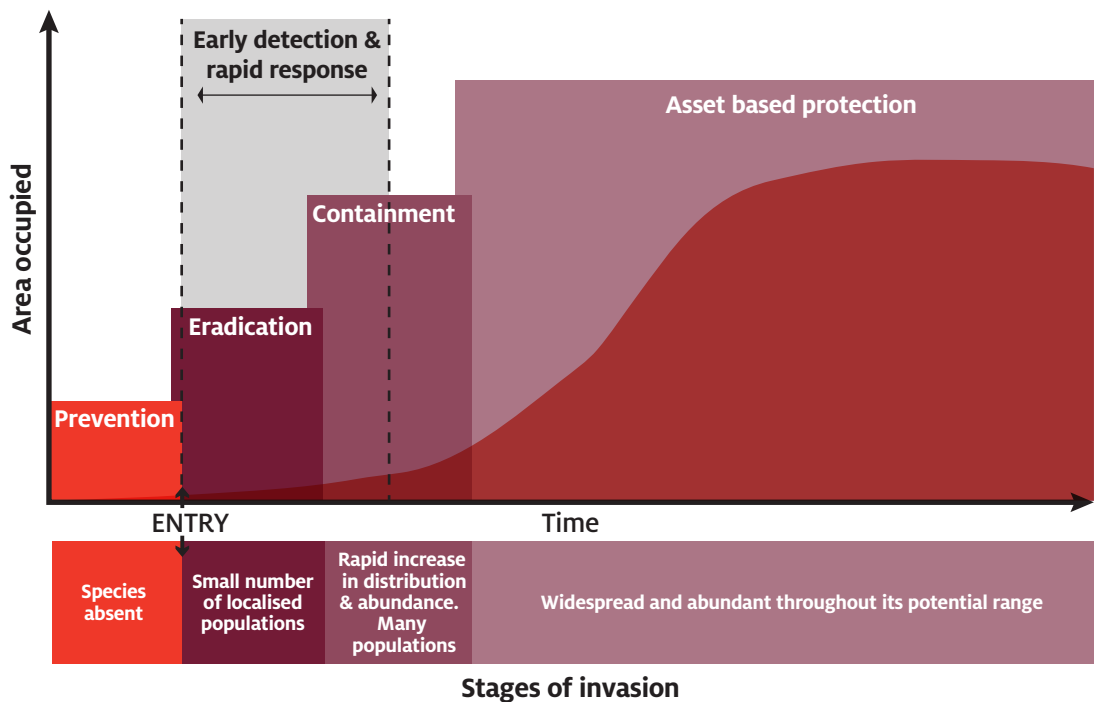 Early detection &
rapid response
Asset based protection
Containment
Eradication
Prevention
Area occupied
ENTRY
Time
Species
absent
Small number
of localised
populations
Rapid increase
in distribution
& abundance.
Many
populations
Widespread and abundant throughout its potential range
Stages of invasion